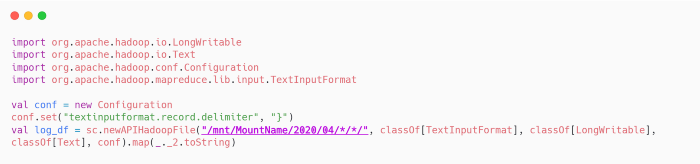 import org.apache.hadoop.io.LongWritable
import org.apache.hadoop.io.Text
import org.apache.hadoop.conf.Configuration
import org.apache.hadoop.mapreduce.lib.input.TextInputFormat

val conf = new Configuration
conf.set("textinputformat.record.delimiter", "}")
val log_df = sc.newAPIHadoopFile("/mnt/MountName/2020/04/*/*/", classOf[TextInputFormat], classOf[LongWritable],
classOf[Text], conf).map(_._2.toString)